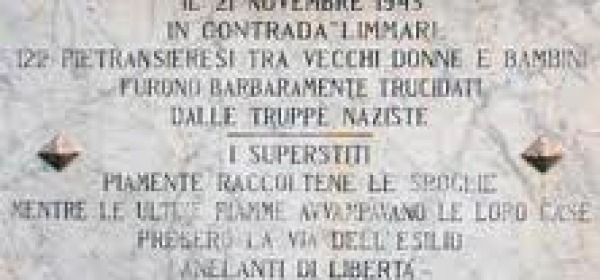 IL 21 NOVEMBRE 1943
IN CONTRADA "LIMMARI"
122 PIETRANSIERESI TRA VECCHI DONNE E BAMBINI
FURONO BARBARAMENTE TRUCIDATI
DALLE TRUPPE NAZISTE
I SUPERSTITI
PIAMENTE RACCOLTENE LE SPOGLIE
MENTRE LE ULTIME FIAMME AVVAMPAVANO LE LORO CASE
PRESERO LA VIA DELL'ESILIO
ANELANTI DI LIBERTÀ